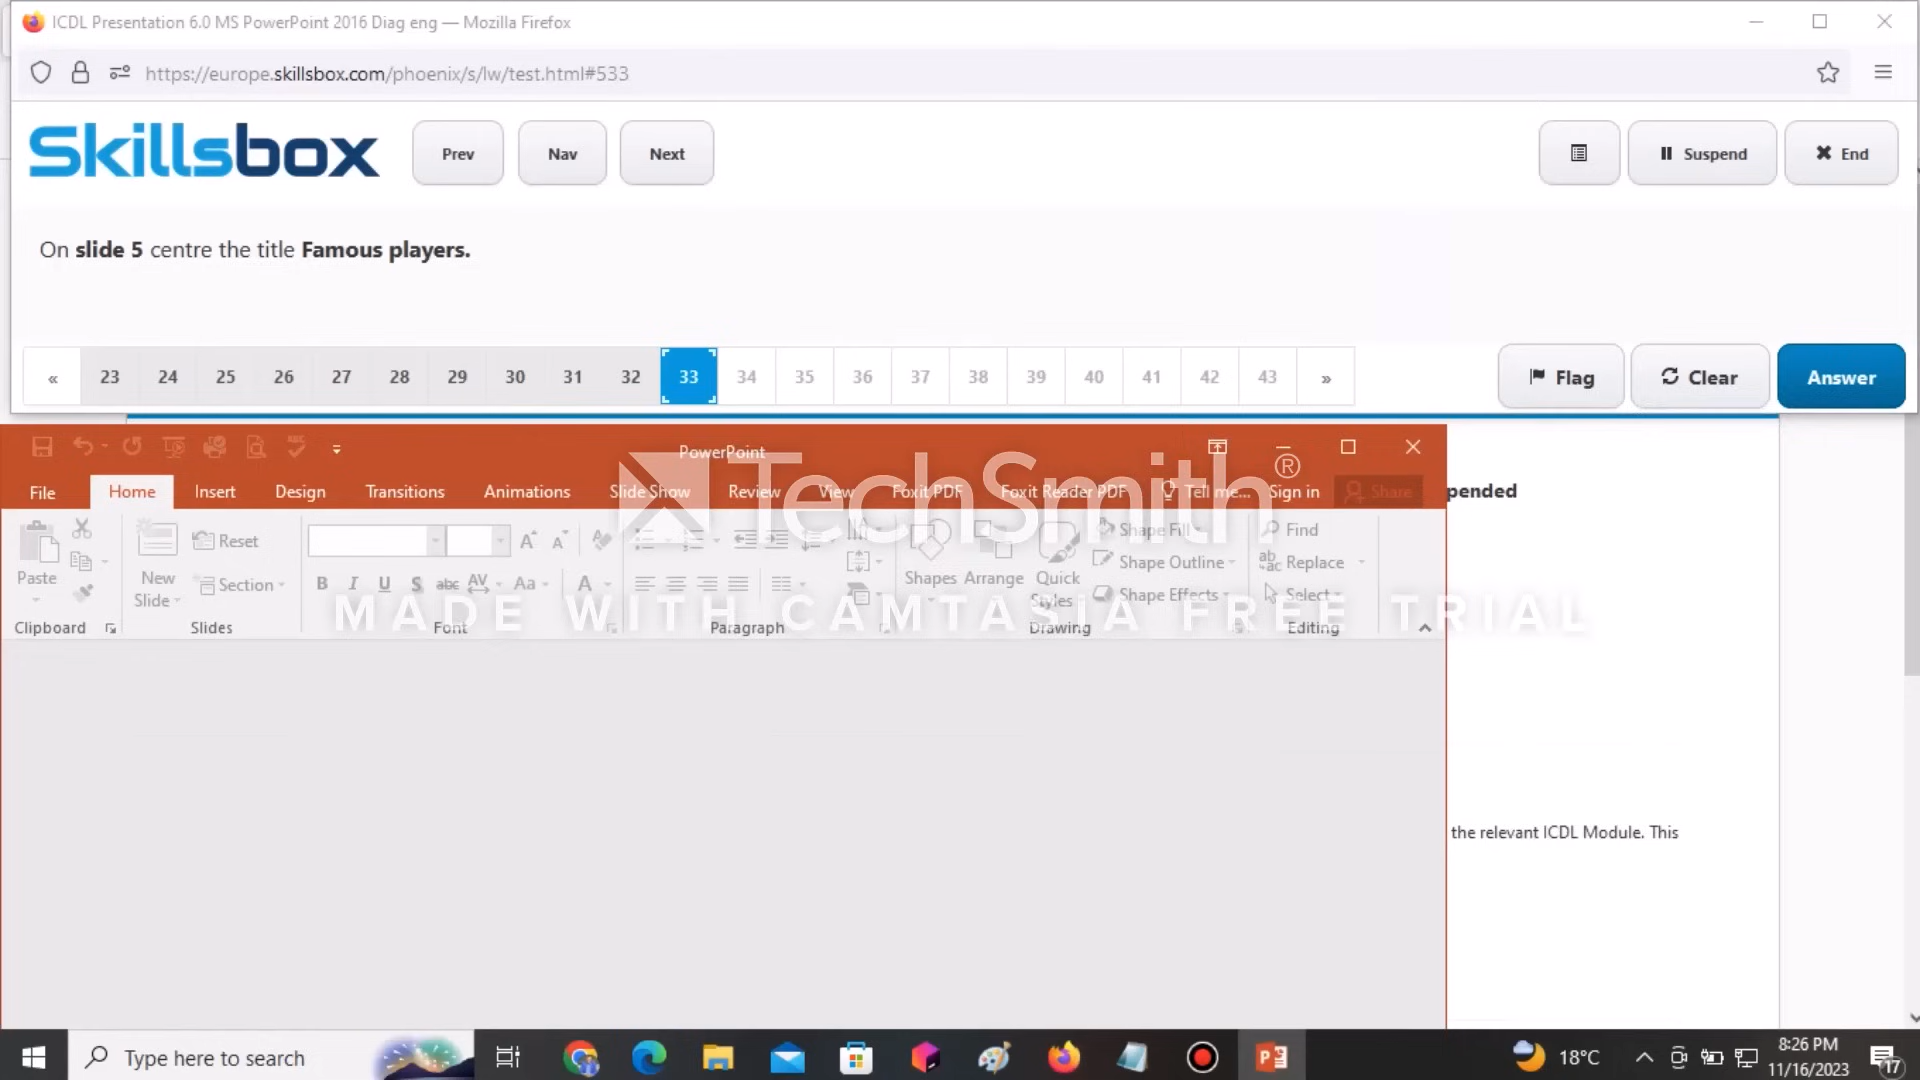 ICDL Presentation 6.0 MS PowerPoint 2016 Diag eng — Mozilla Firefox
https://europe.skillsbox.com/phoenix/s/lw/test.html#533
Skillsbox Prev Nav Next Suspend End
On slide 5 centre the title Famous players.
« 23 24 25 26 27 28 29 30 31 32 33 34 35 36 37 38 39 40 41 42 43 » Flag Clear Answer
PowerPoint
TechSmith®
File Home Insert Design Transitions Animations Slide Show Review View Foxit PDF Foxit Reader PDF Tell me... Sign in Share
pended
Reset Shape Fill Find
Section Shape Outline Replace
Paste New Slide B I U S abc AV Aa A Shapes Arrange Quick Styles Shape Effects Select
MADE WITH CAMTASIA FREE TRIAL
Clipboard Slides Font Paragraph Drawing Editing
the relevant ICDL Module. This
Type here to search
18°C
8:26 PM
11/16/2023
17